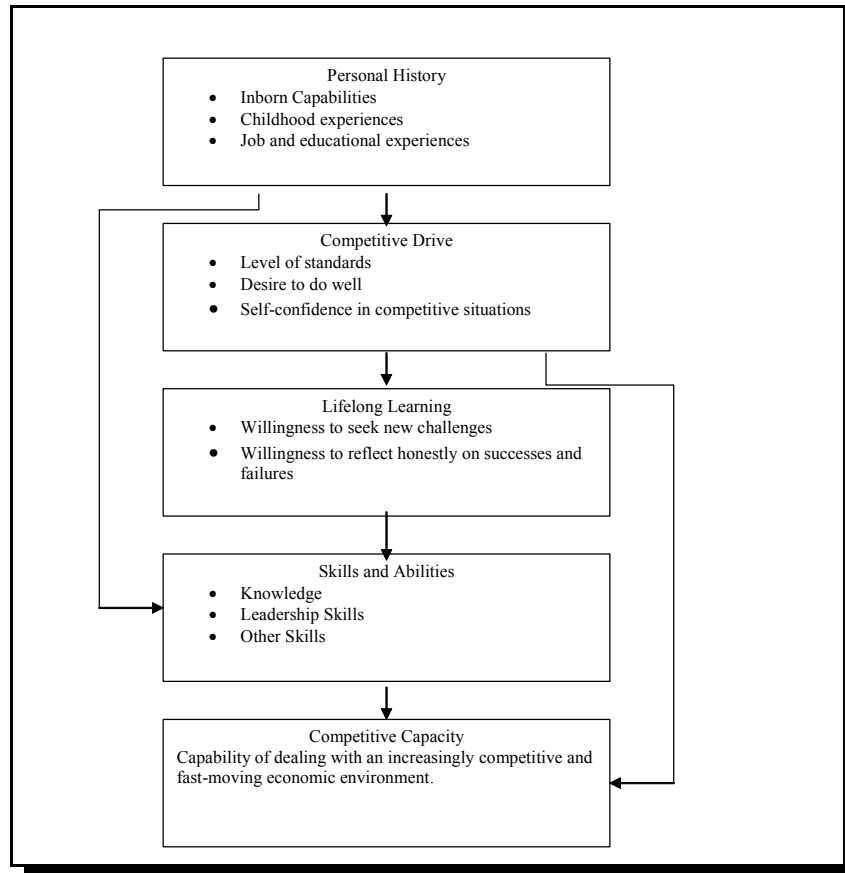 Personal History
• Inborn Capabilities
• Childhood experiences
• Job and educational experiences
Competitive Drive
• Level of standards
• Desire to do well
• Self-confidence in competitive situations
Lifelong Learning
• Willingness to seek new challenges
• Willingness to reflect honestly on successes and
failures
Skills and Abilities
• Knowledge
• Leadership Skills
• Other Skills
Competitive Capacity
Capability of dealing with an increasingly competitive and
fast-moving economic environment.